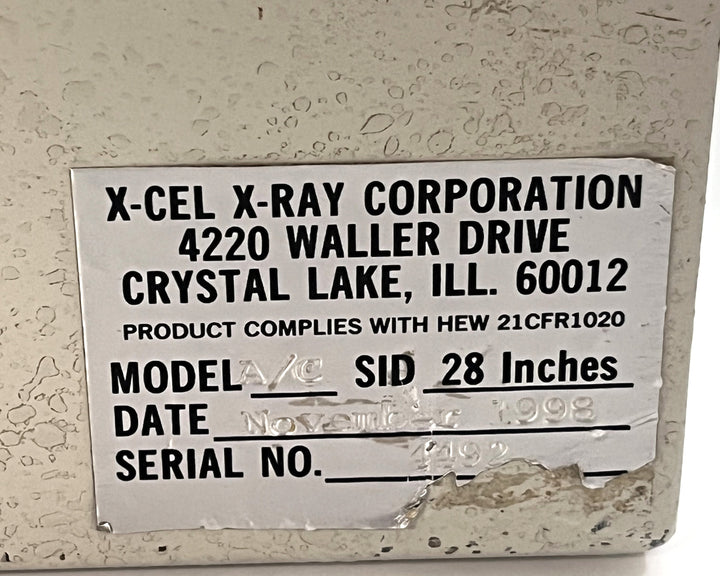 X-CEL X-RAY CORPORATION
4220 WALLER DRIVE
CRYSTAL LAKE, ILL. 60012
PRODUCT COMPLIES WITH HEW 21CFR1020
MODEL A/C SID 28 Inches
DATE November 1998
SERIAL NO.